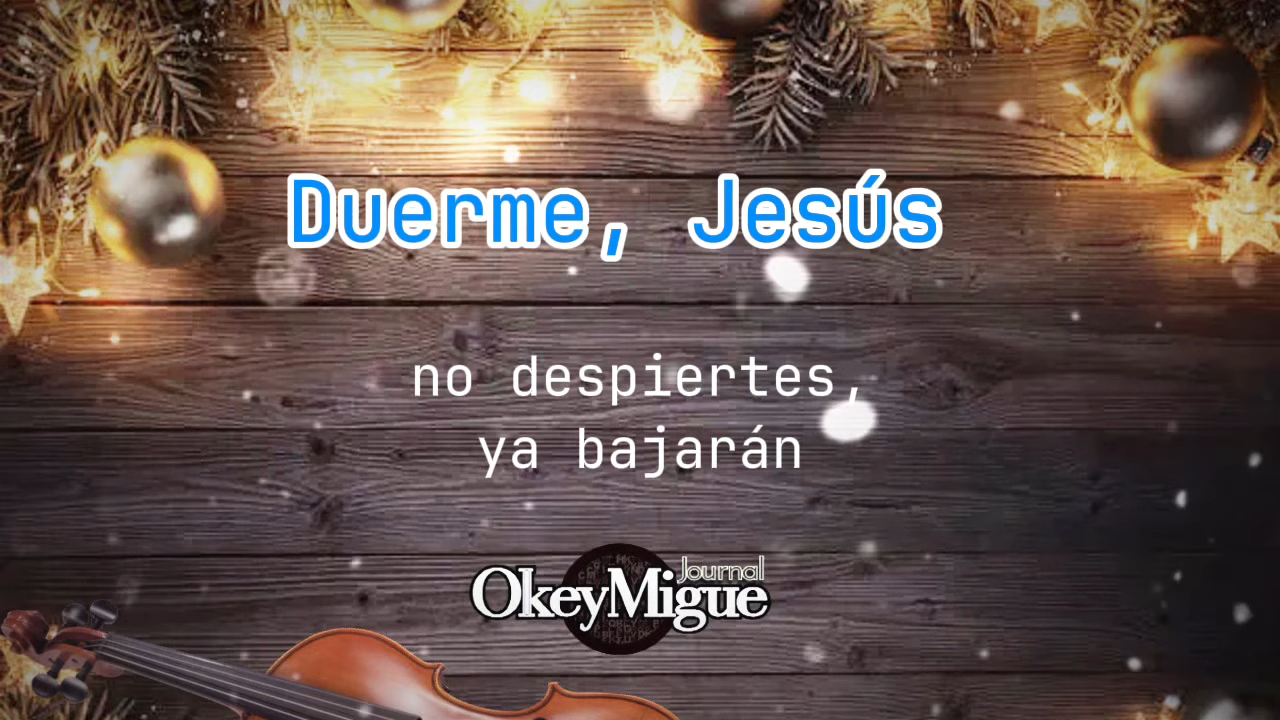 Duerme, Jesús
no despiertes,
ya bajarán
Journal
OkeyMigue